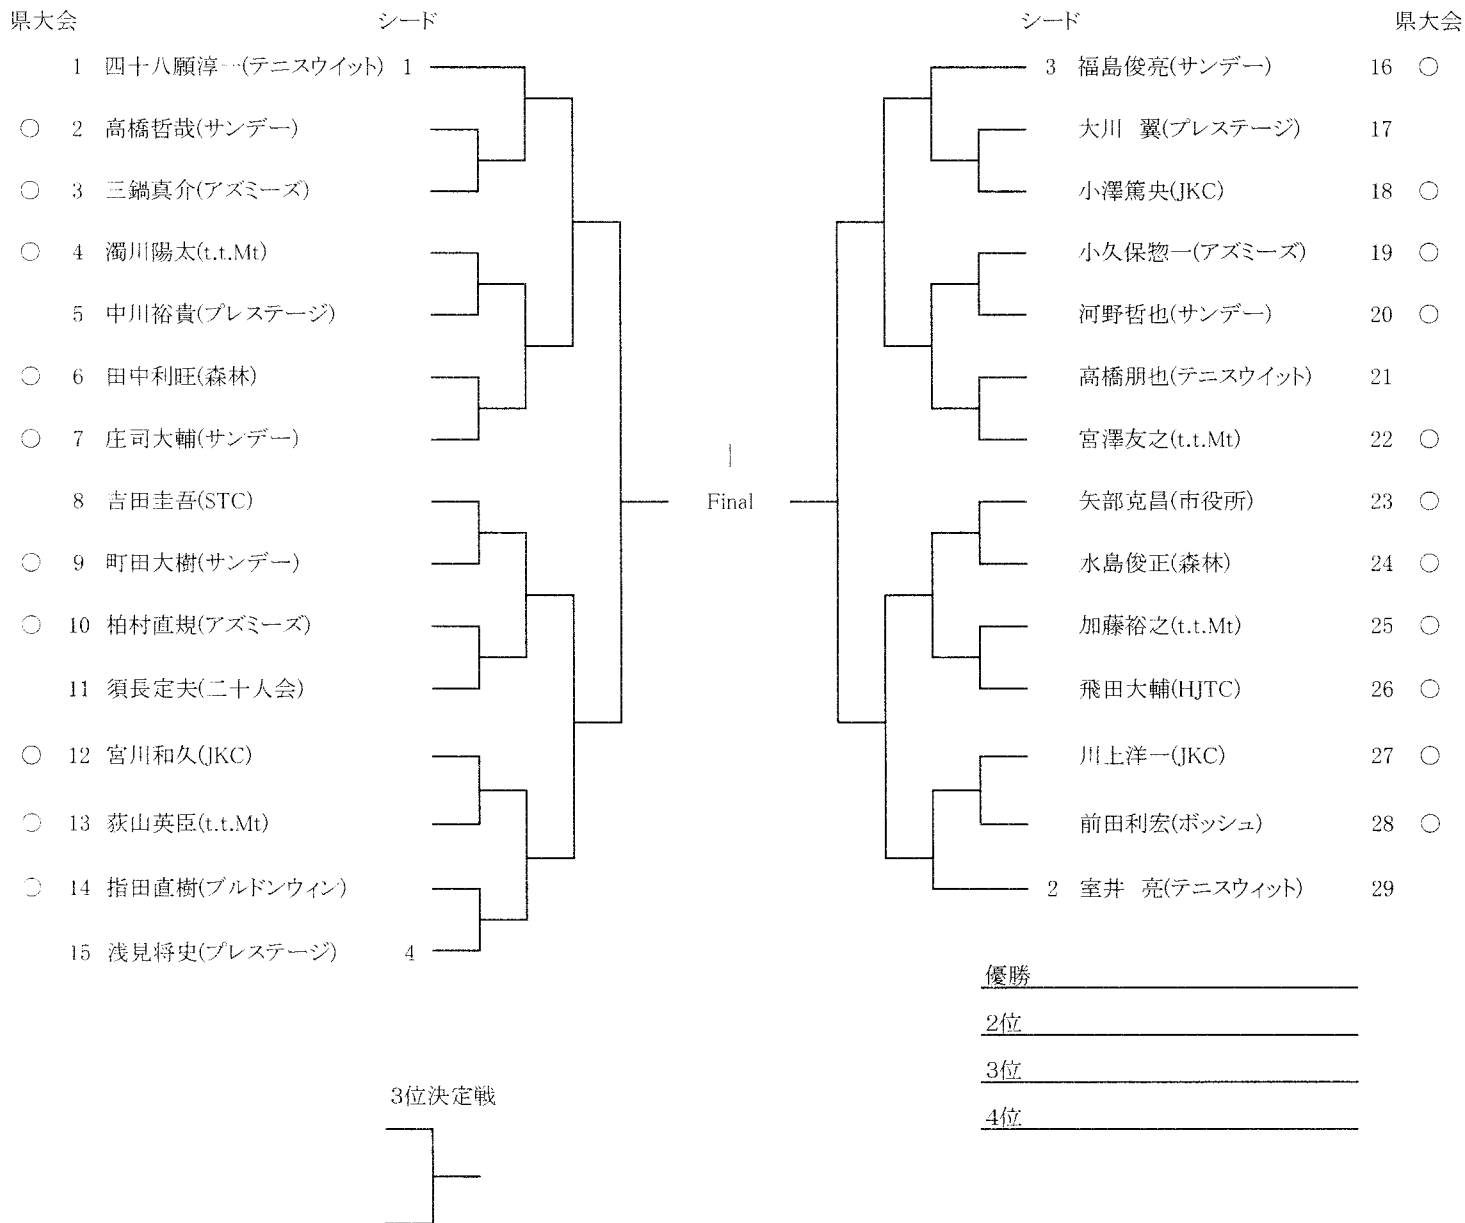 県大会 シード シード 県大会
1 四十八願淳一(テニスウイット) 1
○ 2 高橋哲哉(サンデー)
○ 3 三鍋真介(アズミーズ)
○ 4 濁川陽太(t.t.Mt)
5 中川裕貴(プレステージ)
○ 6 田中利旺(森林)
○ 7 庄司大輔(サンデー)
8 吉田圭吾(STC)
○ 9 町田大樹(サンデー)
○ 10 柏村直規(アズミーズ)
11 須長定夫(二十人会)
○ 12 宮川和久(JKC)
○ 13 荻山英臣(t.t.Mt)
○ 14 指田直樹(ブルドンウィン)
15 浅見将史(プレステージ) 4
Final
3 福島俊亮(サンデー) 16 ○
大川 翼(プレステージ) 17
小澤篤央(JKC) 18 ○
小久保惣一(アズミーズ) 19 ○
河野哲也(サンデー) 20 ○
高橋朋也(テニスウイット) 21
宮澤友之(t.t.Mt) 22 ○
矢部克昌(市役所) 23 ○
水島俊正(森林) 24 ○
加藤裕之(t.t.Mt) 25 ○
飛田大輔(HJTC) 26 ○
川上洋一(JKC) 27 ○
前田利宏(ボッシュ) 28 ○
2 室井 亮(テニスウィット) 29
優勝
2位
3位
4位
3位決定戦